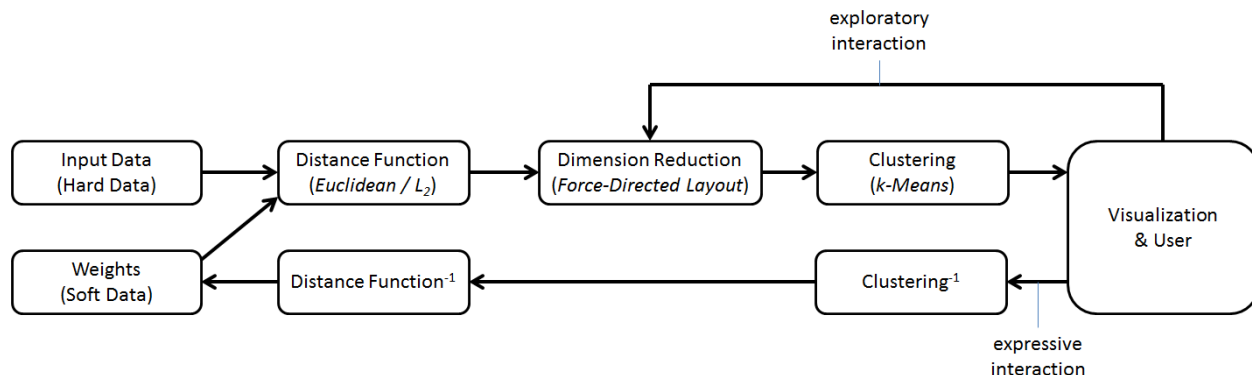 exploratory
interaction
Input Data
(Hard Data)
Distance Function
(Euclidean / L2)
Dimension Reduction
(Force-Directed Layout)
Clustering
(k-Means)
Visualization
& User
Weights
(Soft Data)
Distance Function-1
Clustering-1
expressive
interaction